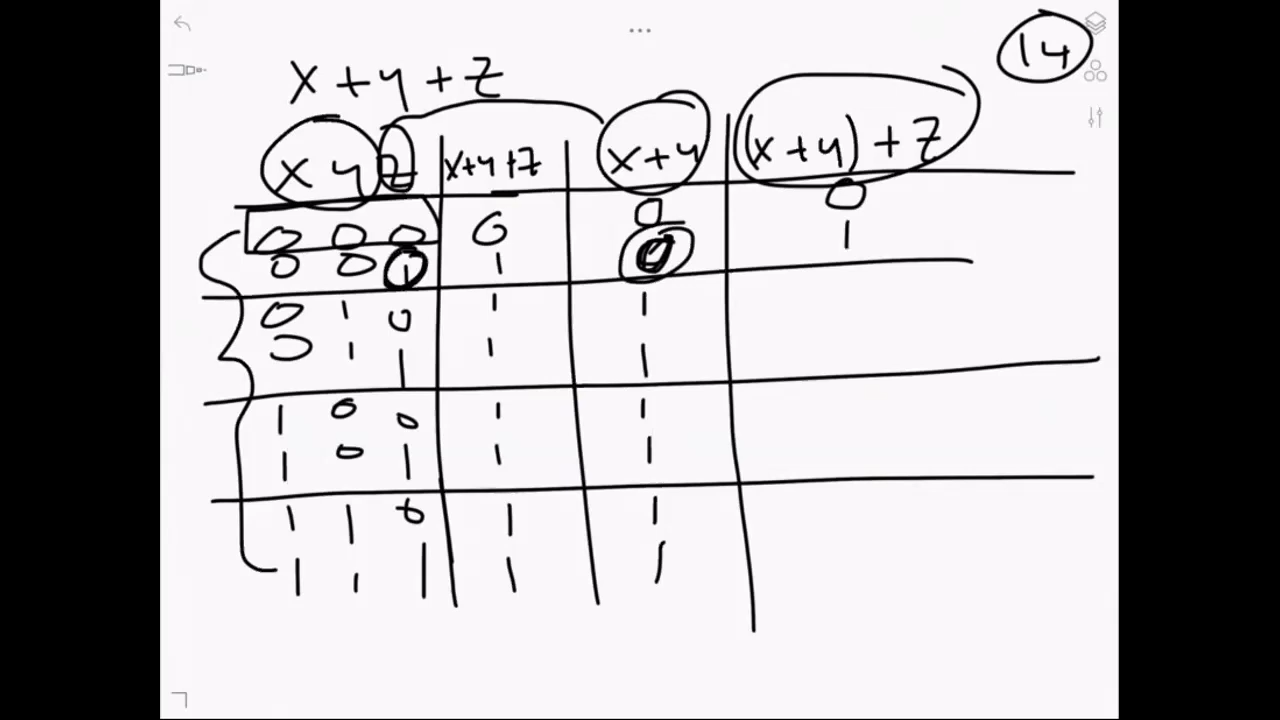 14
x + y + z
x y z x+y+z x+y (x+y)+z
0 0 0 0 0 0
0 0 1 1 0 1
0 1 0 1 1
0 1 1 1 1
1 0 0 1 1
1 0 1 1 1
1 1 0 1 1
1 1 1 1 1